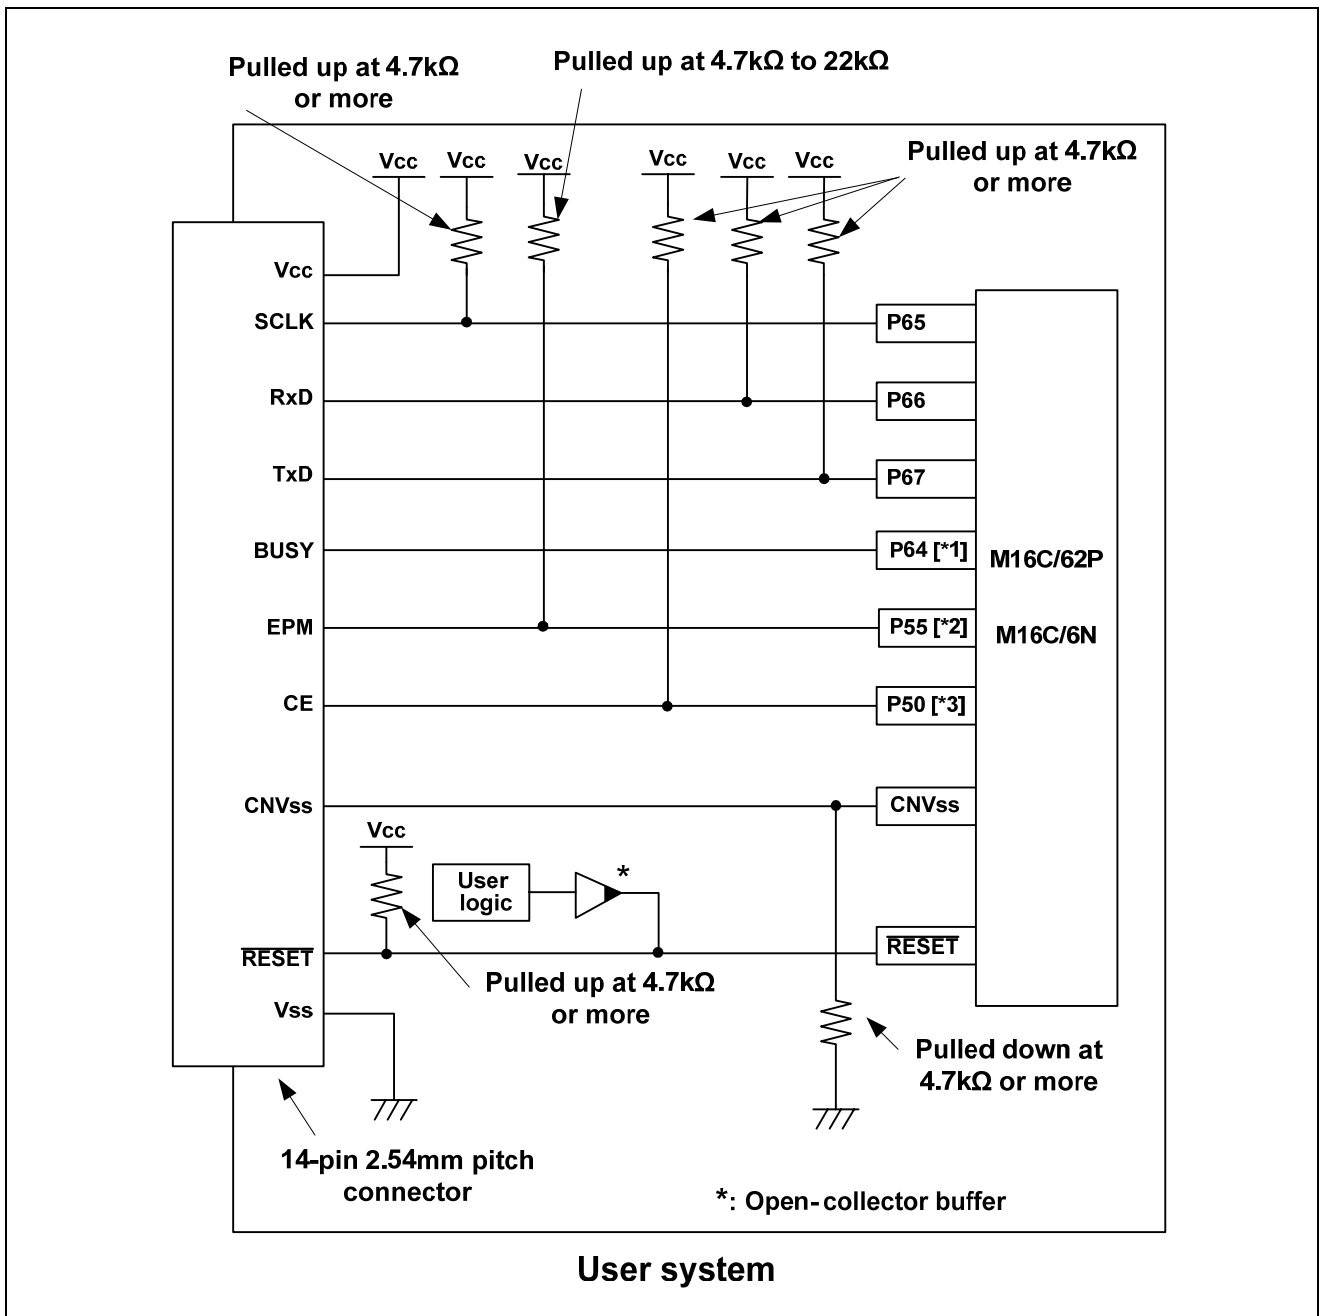 Pulled up at 4.7kΩ
or more
Pulled up at 4.7kΩ to 22kΩ
Vcc
Vcc
Vcc
Vcc
Vcc
Vcc
Pulled up at 4.7kΩ
or more
Vcc
SCLK
P65
RxD
P66
TxD
P67
BUSY
P64 [*1]
M16C/62P
EPM
P55 [*2]
M16C/6N
CE
P50 [*3]
CNVss
CNVss
Vcc
User
logic
*
RESET
RESET
Pulled up at 4.7kΩ
or more
Vss
Pulled down at
4.7kΩ or more
14-pin 2.54mm pitch
connector
*: Open-collector buffer
User system